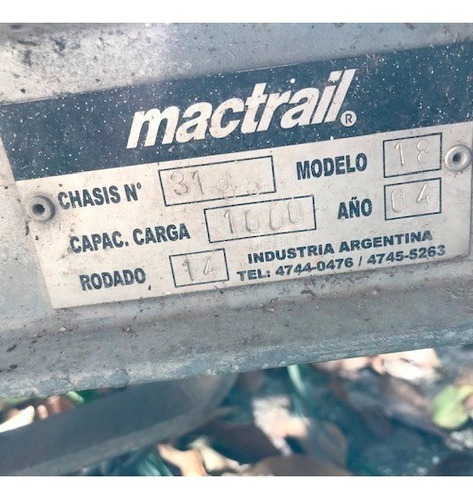 mactrail®
CHASIS N° MODELO 18
CAPAC. CARGA 1000 AÑO 04
RODADO 14 INDUSTRIA ARGENTINA
TEL: 4744-0476 / 4745-5263